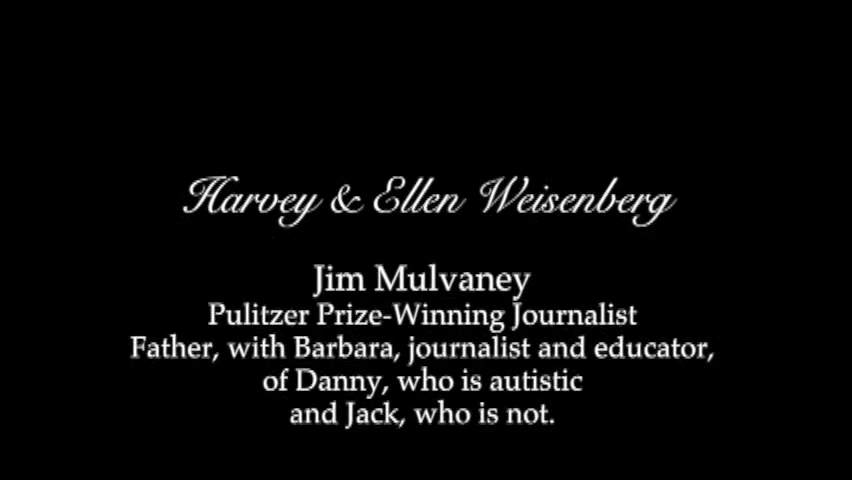 Harvey & Ellen Weisenberg
Jim Mulvaney
Pulitzer Prize-Winning Journalist
Father, with Barbara, journalist and educator,
of Danny, who is autistic
and Jack, who is not.